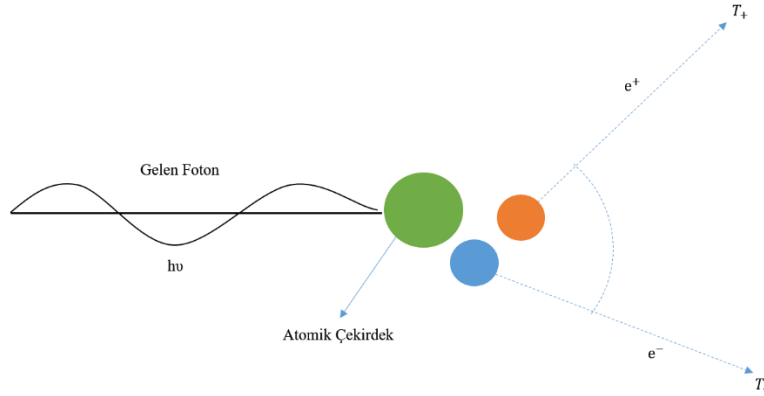 T₊
e⁺
Gelen Foton
hυ
Atomik Çekirdek
e⁻
T